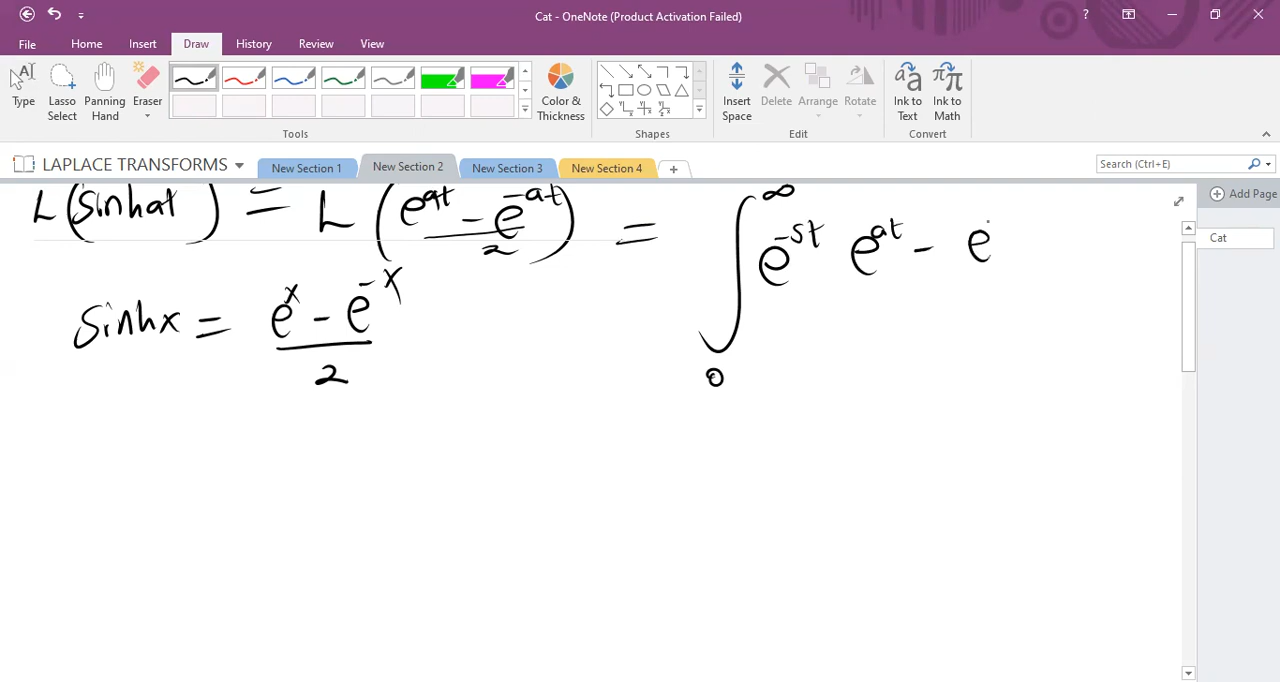 Cat - OneNote (Product Activation Failed)
?
File Home Insert Draw History Review View
Type Lasso Select Panning Hand Eraser Color & Thickness Insert Space Delete Arrange Rotate Ink to Text Ink to Math
Tools Shapes Edit Convert
LAPLACE TRANSFORMS New Section 1 New Section 2 New Section 3 New Section 4 + Search (Ctrl+E)
Add Page
Cat
L(sinhat) = L((e^at - e^-at)/2) = ∫₀^∞ e^-st e^at - e
sinhx = (e^x - e^-x)/2